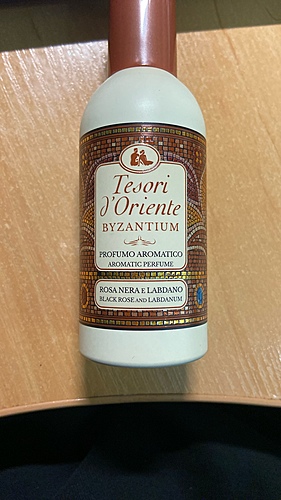 Tesori
d'Oriente
BYZANTIUM
PROFUMO AROMATICO
AROMATIC PERFUME
ROSA NERA E LABDANO
BLACK ROSE AND LABDANUM